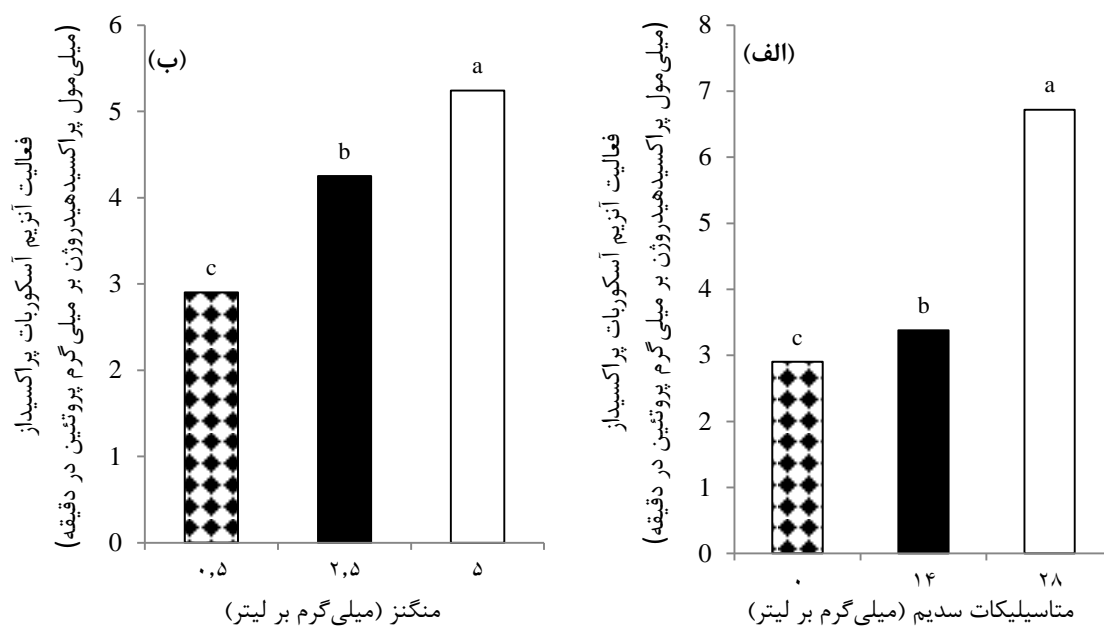 (الف)
فعالیت آنزیم آسکوربات پراکسیداز
(میلی‌مول پراکسیدهیدروژن بر میلی‌گرم پروتئین در دقیقه)
8
7
6
5
4
3
2
1
0
c
b
a
۰
۱۴
۲۸
متاسیلیکات سدیم (میلی‌گرم بر لیتر)
(ب)
فعالیت آنزیم آسکوربات پراکسیداز
(میلی‌مول پراکسیدهیدروژن بر میلی‌گرم پروتئین در دقیقه)
6
5
4
3
2
1
0
c
b
a
۰,۵
۲,۵
۵
منگنز (میلی‌گرم بر لیتر)